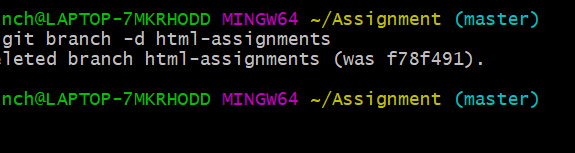 nch@LAPTOP-7MKRHODD MINGW64 ~/Assignment (master)
git branch -d html-assignments
leted branch html-assignments (was f78f491).
nch@LAPTOP-7MKRHODD MINGW64 ~/Assignment (master)